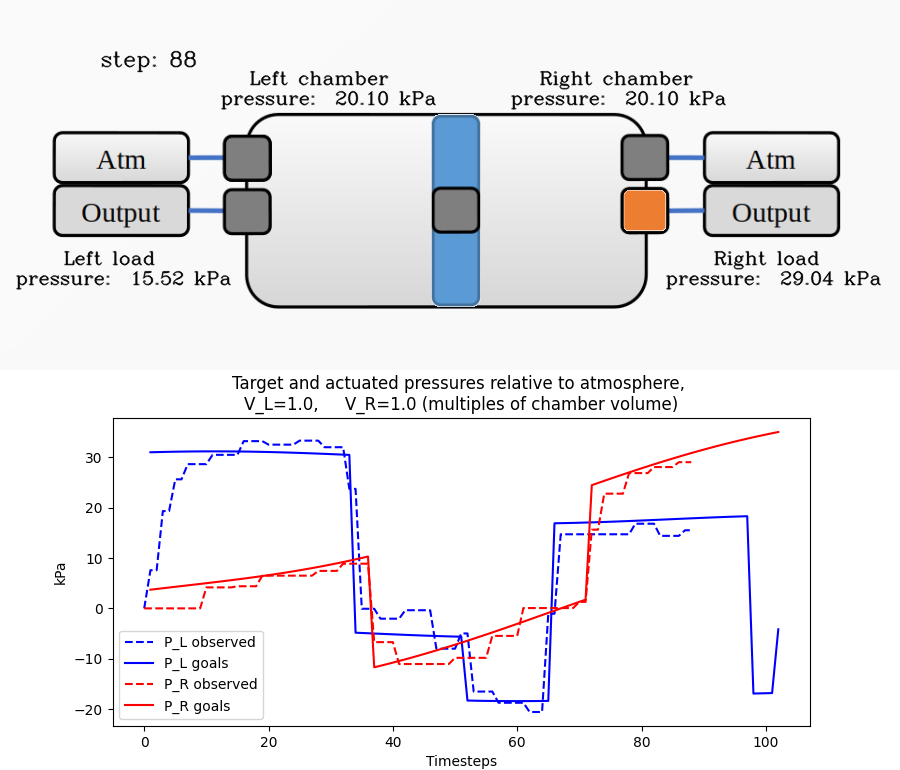 step: 88
Left chamber
pressure: 20.10 kPa
Right chamber
pressure: 20.10 kPa
Atm
Output
Atm
Output
Left load
pressure: 15.52 kPa
Right load
pressure: 29.04 kPa
Target and actuated pressures relative to atmosphere,
V_L=1.0, V_R=1.0 (multiples of chamber volume)
kPa
30
20
10
0
−10
−20
P_L observed
P_L goals
P_R observed
P_R goals
0 20 40 60 80 100
Timesteps